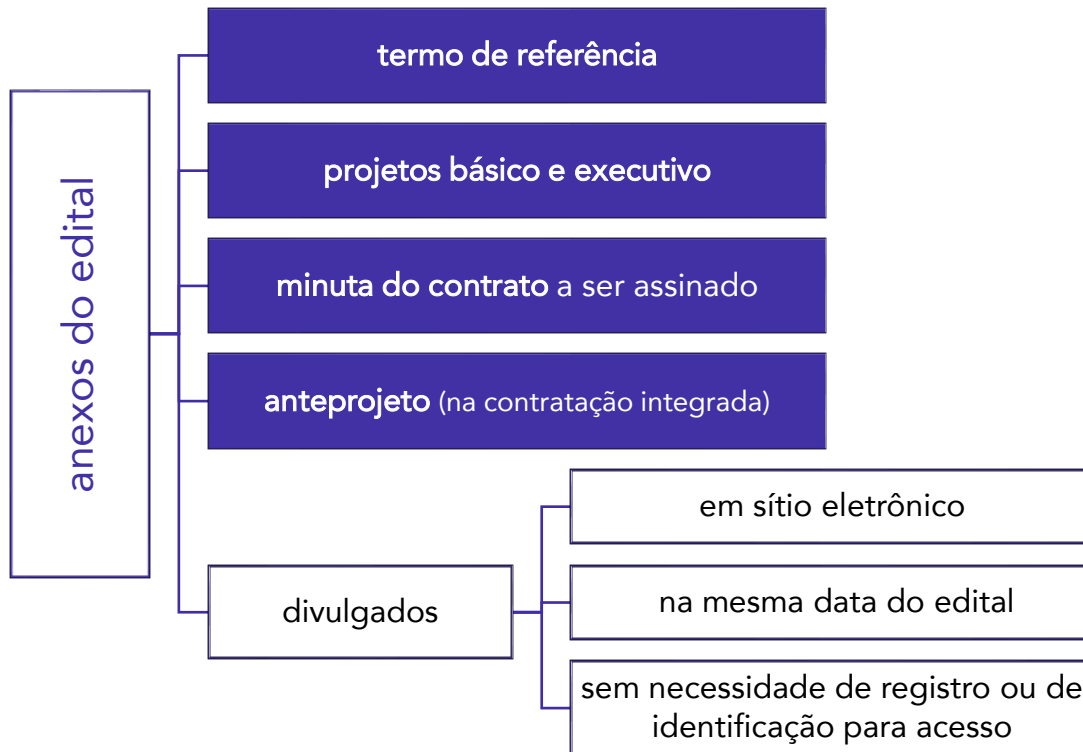 anexos do edital
termo de referência
projetos básico e executivo
minuta do contrato a ser assinado
anteprojeto (na contratação integrada)
divulgados
em sítio eletrônico
na mesma data do edital
sem necessidade de registro ou de
identificação para acesso